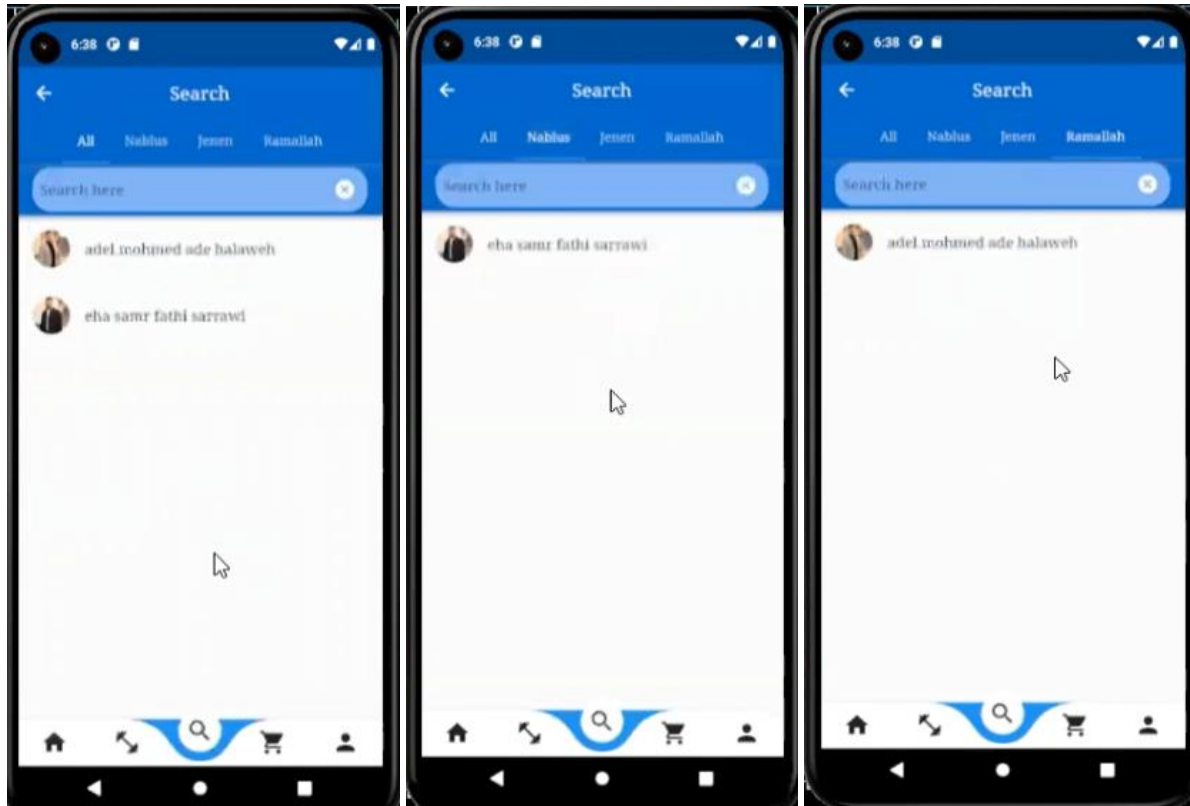 6:38
Search
All Nablus Jenen Ramallah
Search here
adel mohmed ade halaweh
eha samr fathi sarrawi
6:38
Search
All Nablus Jenen Ramallah
Search here
eha samr fathi sarrawi
6:38
Search
All Nablus Jenen Ramallah
Search here
adel mohmed ade halaweh